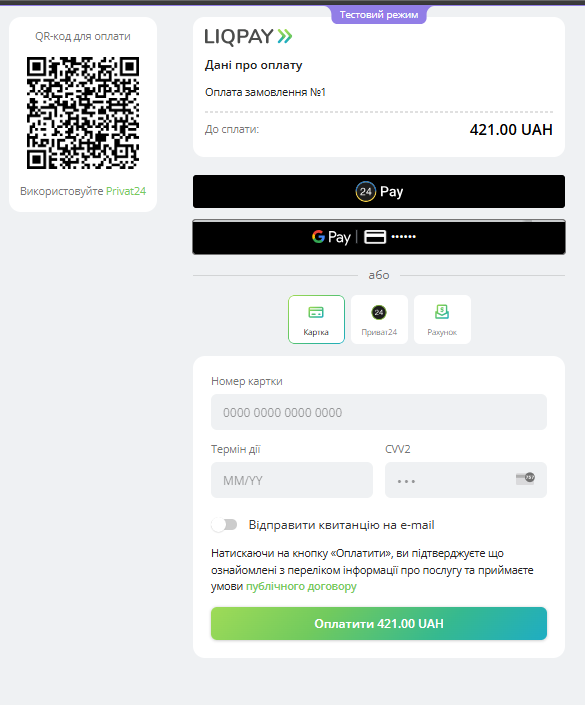 Тестовий режим
QR-код для оплати
Використовуйте Privat24
LIQPAY
Дані про оплату
Оплата замовлення №1
До сплати: 421.00 UAH
24 Pay
G Pay | ••••••
або
Картка
24
Приват24
$
Рахунок
Номер картки
0000 0000 0000 0000
Термін дії CVV2
MM/YY •••
Відправити квитанцію на e-mail
Натискаючи на кнопку «Оплатити», ви підтверджуєте що
ознайомлені з переліком інформації про послугу та приймаєте
умови публічного договору
Оплатити 421.00 UAH